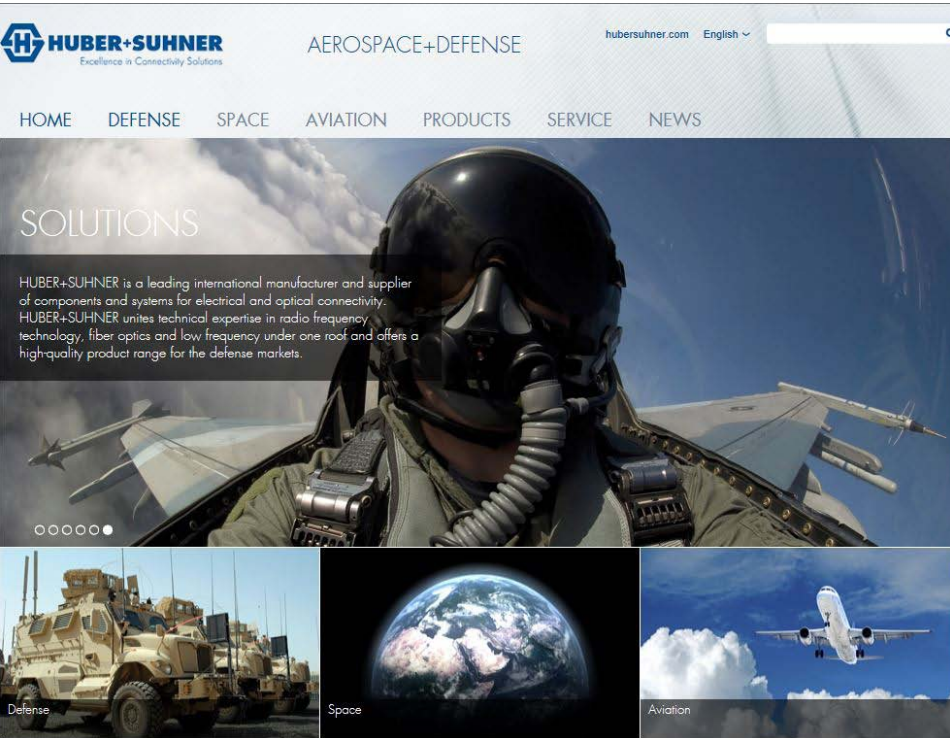 HUBER+SUHNER
Excellence in Connectivity Solutions
AEROSPACE+DEFENSE
hubersuhner.com English
HOME DEFENSE SPACE AVIATION PRODUCTS SERVICE NEWS
SOLUTIONS
HUBER+SUHNER is a leading international manufacturer and supplier
of components and systems for electrical and optical connectivity.
HUBER+SUHNER unites technical expertise in radio frequency
technology, fiber optics and low frequency under one roof and offers a
high-quality product range for the defense markets.
Defense Space Aviation